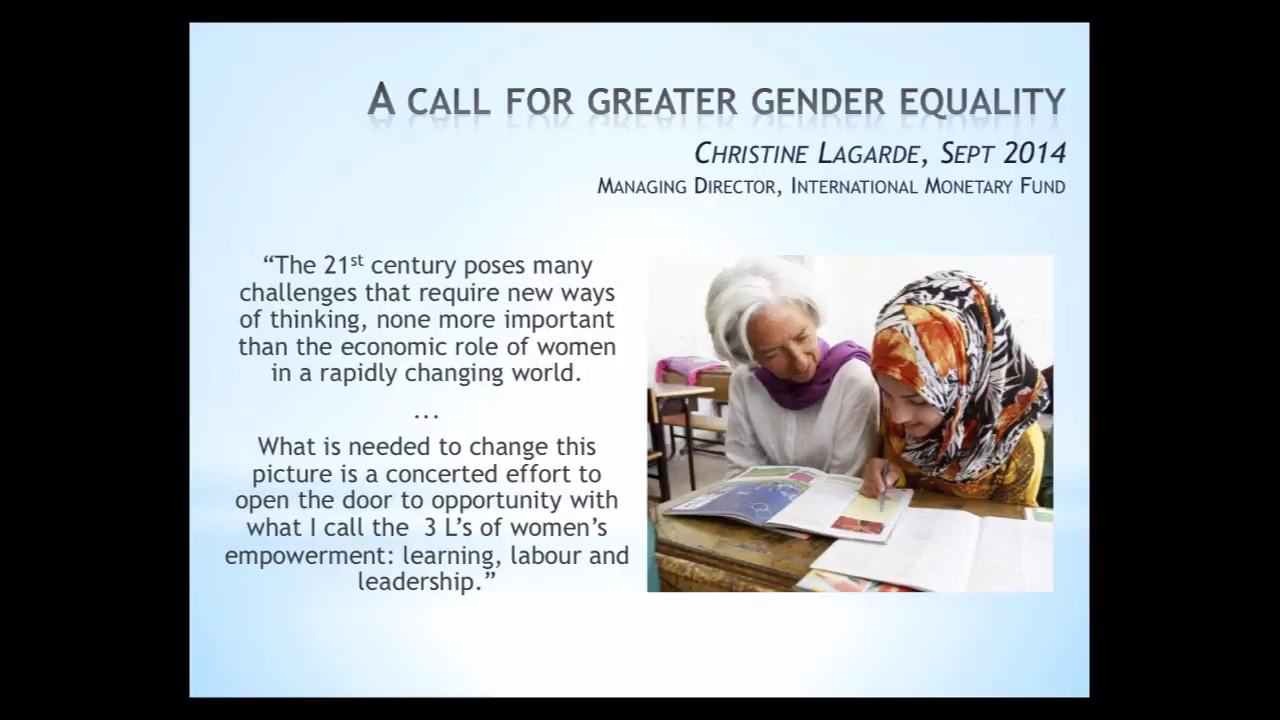 A CALL FOR GREATER GENDER EQUALITY
CHRISTINE LAGARDE, SEPT 2014
MANAGING DIRECTOR, INTERNATIONAL MONETARY FUND
“The 21st century poses many
challenges that require new ways
of thinking, none more important
than the economic role of women
in a rapidly changing world.
...
What is needed to change this
picture is a concerted effort to
open the door to opportunity with
what I call the 3 L’s of women’s
empowerment: learning, labour and
leadership.”